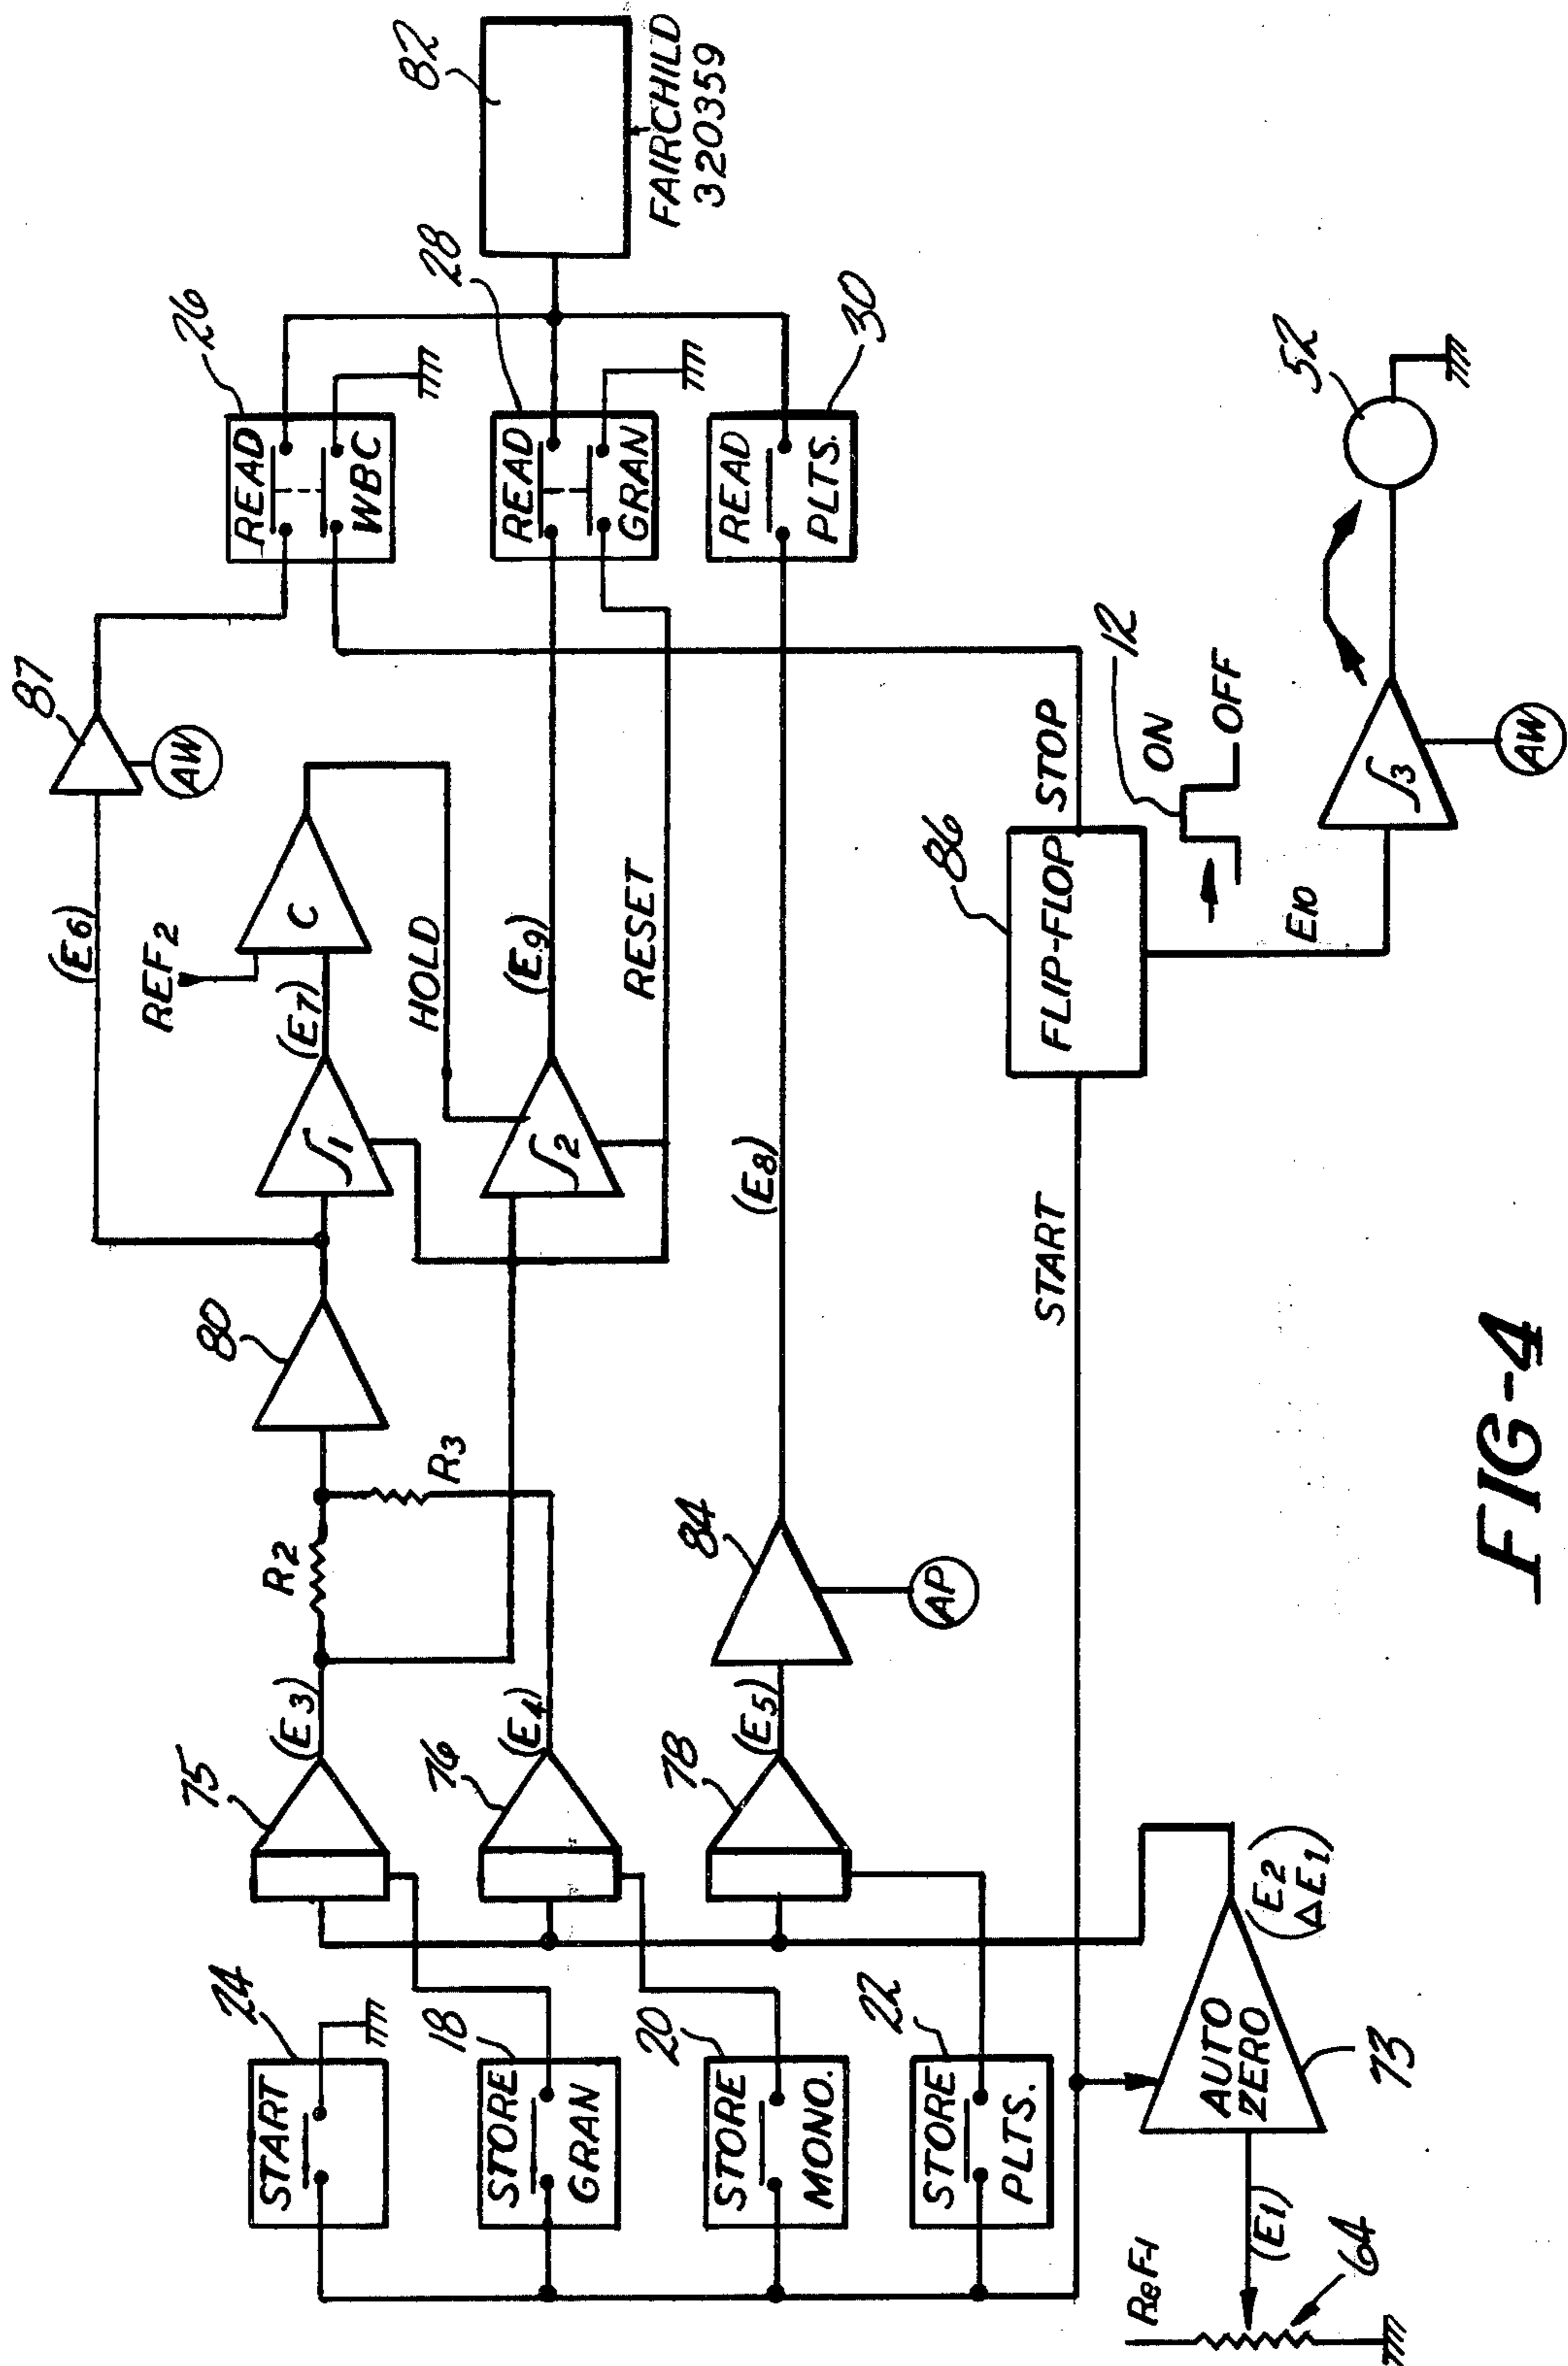 24
START
18
STORE
GRAN
20
STORE
MONO.
22
STORE
PLTS.
ReF1
(E1)
64
AUTO
ZERO
73
(E2
ΔE1)
75
(E3)
76
(E4)
78
(E5)
R2
R3
80
84
AP
(E6)
∫1
(E7)
REF2
C
HOLD
∫2
(E9)
RESET
(E8)
87
AW
START
86
FLIP-FLOP
STOP
12
ON
OFF
E10
∫3
AW
52
26
READ
WBC
28
READ
GRAN
30
READ
PLTS.
82
FAIRCHILD
320359
FIG-4